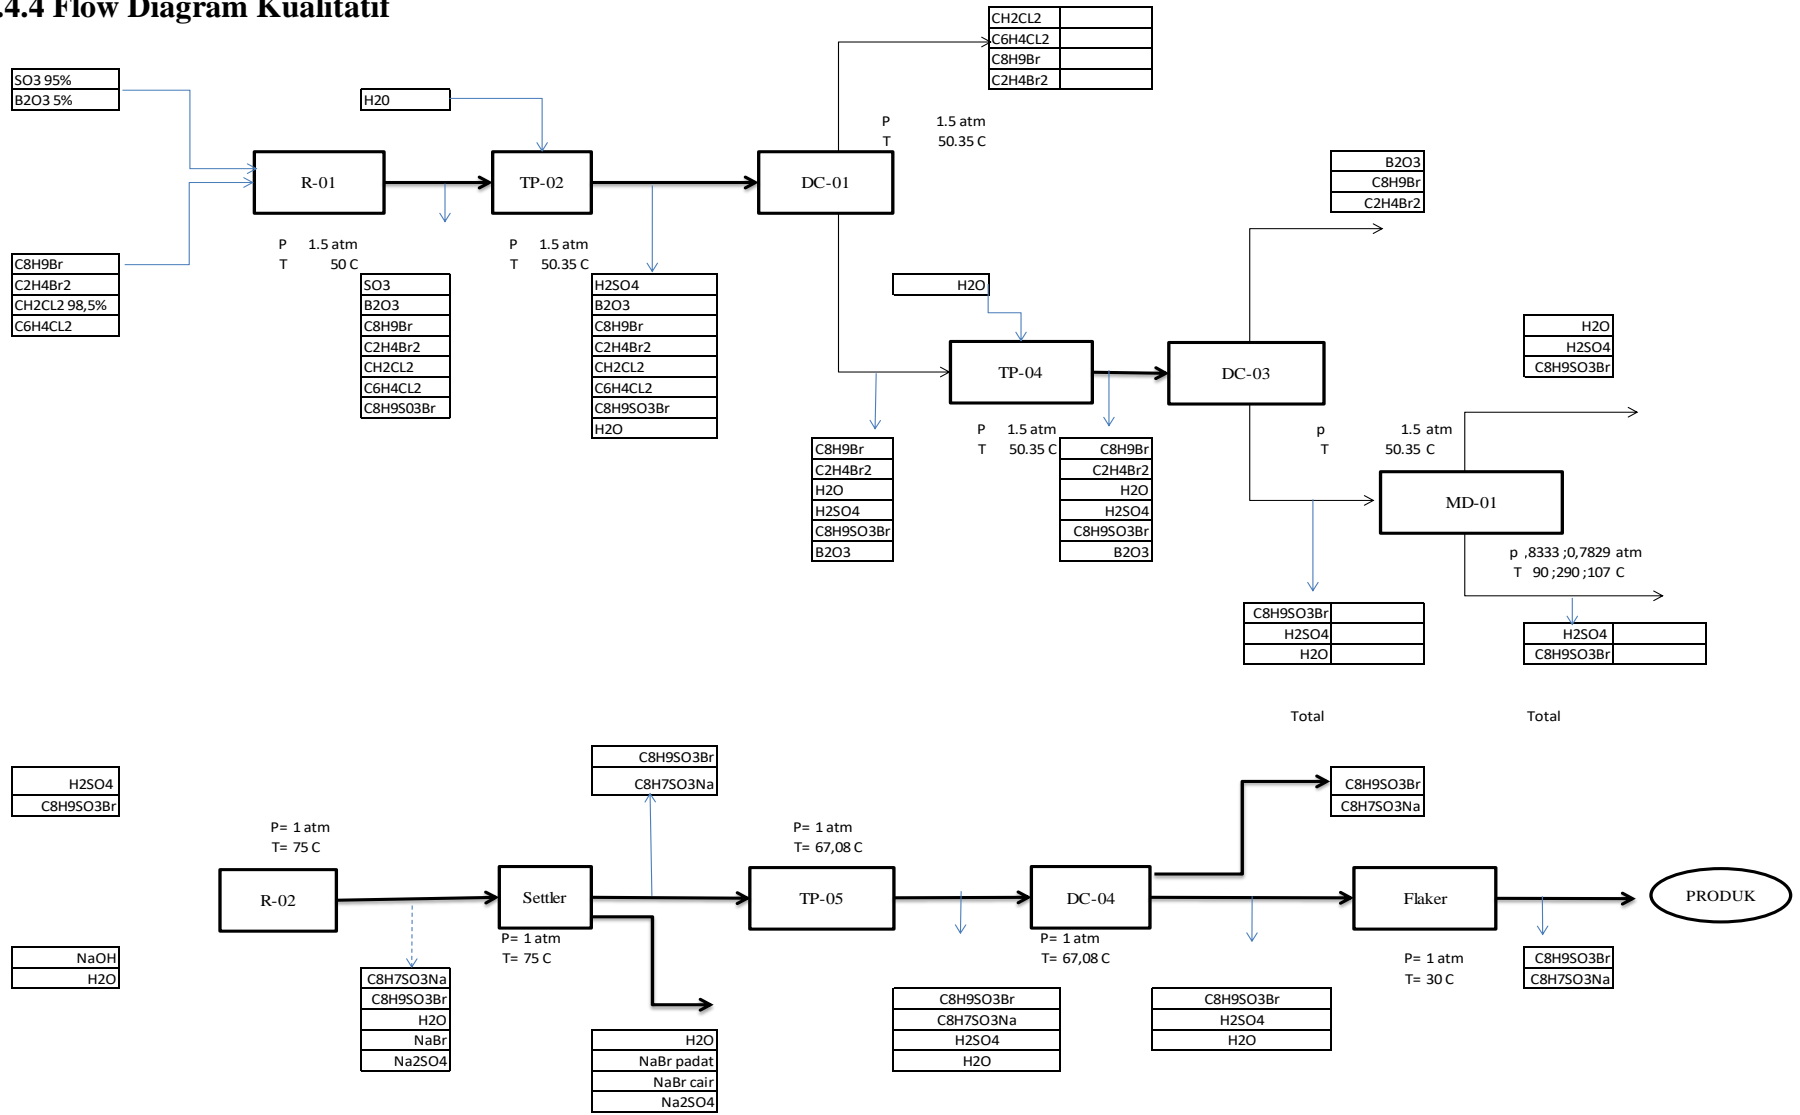 .4.4 Flow Diagram Kualitatif
CH2CL2
C6H4CL2
C8H9Br
C2H4Br2
SO3 95%
B2O3 5%
H20
P 1.5 atm
T 50.35 C
R-01
TP-02
DC-01
B2O3
C8H9Br
C2H4Br2
P 1.5 atm
T 50 C
P 1.5 atm
T 50.35 C
C8H9Br
C2H4Br2
CH2CL2 98,5%
C6H4CL2
SO3
B2O3
C8H9Br
C2H4Br2
CH2CL2
C6H4CL2
C8H9S03Br
H2SO4
B2O3
C8H9Br
C2H4Br2
CH2CL2
C6H4CL2
C8H9SO3Br
H2O
H2O
TP-04
DC-03
H2O
H2SO4
C8H9SO3Br
P 1.5 atm
T 50.35 C
p 1.5 atm
T 50.35 C
C8H9Br
C2H4Br2
H2O
H2SO4
C8H9SO3Br
B2O3
C8H9Br
C2H4Br2
H2O
H2SO4
C8H9SO3Br
B2O3
MD-01
p ,8333 ;0,7829 atm
T 90 ;290 ;107 C
C8H9SO3Br
H2SO4
H2O
H2SO4
C8H9SO3Br
Total
Total
H2SO4
C8H9SO3Br
C8H9SO3Br
C8H7SO3Na
C8H9SO3Br
C8H7SO3Na
P= 1 atm
T= 75 C
P= 1 atm
T= 67,08 C
R-02
Settler
TP-05
DC-04
Flaker
PRODUK
P= 1 atm
T= 75 C
P= 1 atm
T= 67,08 C
P= 1 atm
T= 30 C
NaOH
H2O
C8H7SO3Na
C8H9SO3Br
H2O
NaBr
Na2SO4
C8H9SO3Br
C8H7SO3Na
H2O
NaBr padat
NaBr cair
Na2SO4
C8H9SO3Br
C8H7SO3Na
H2SO4
H2O
C8H9SO3Br
H2SO4
H2O